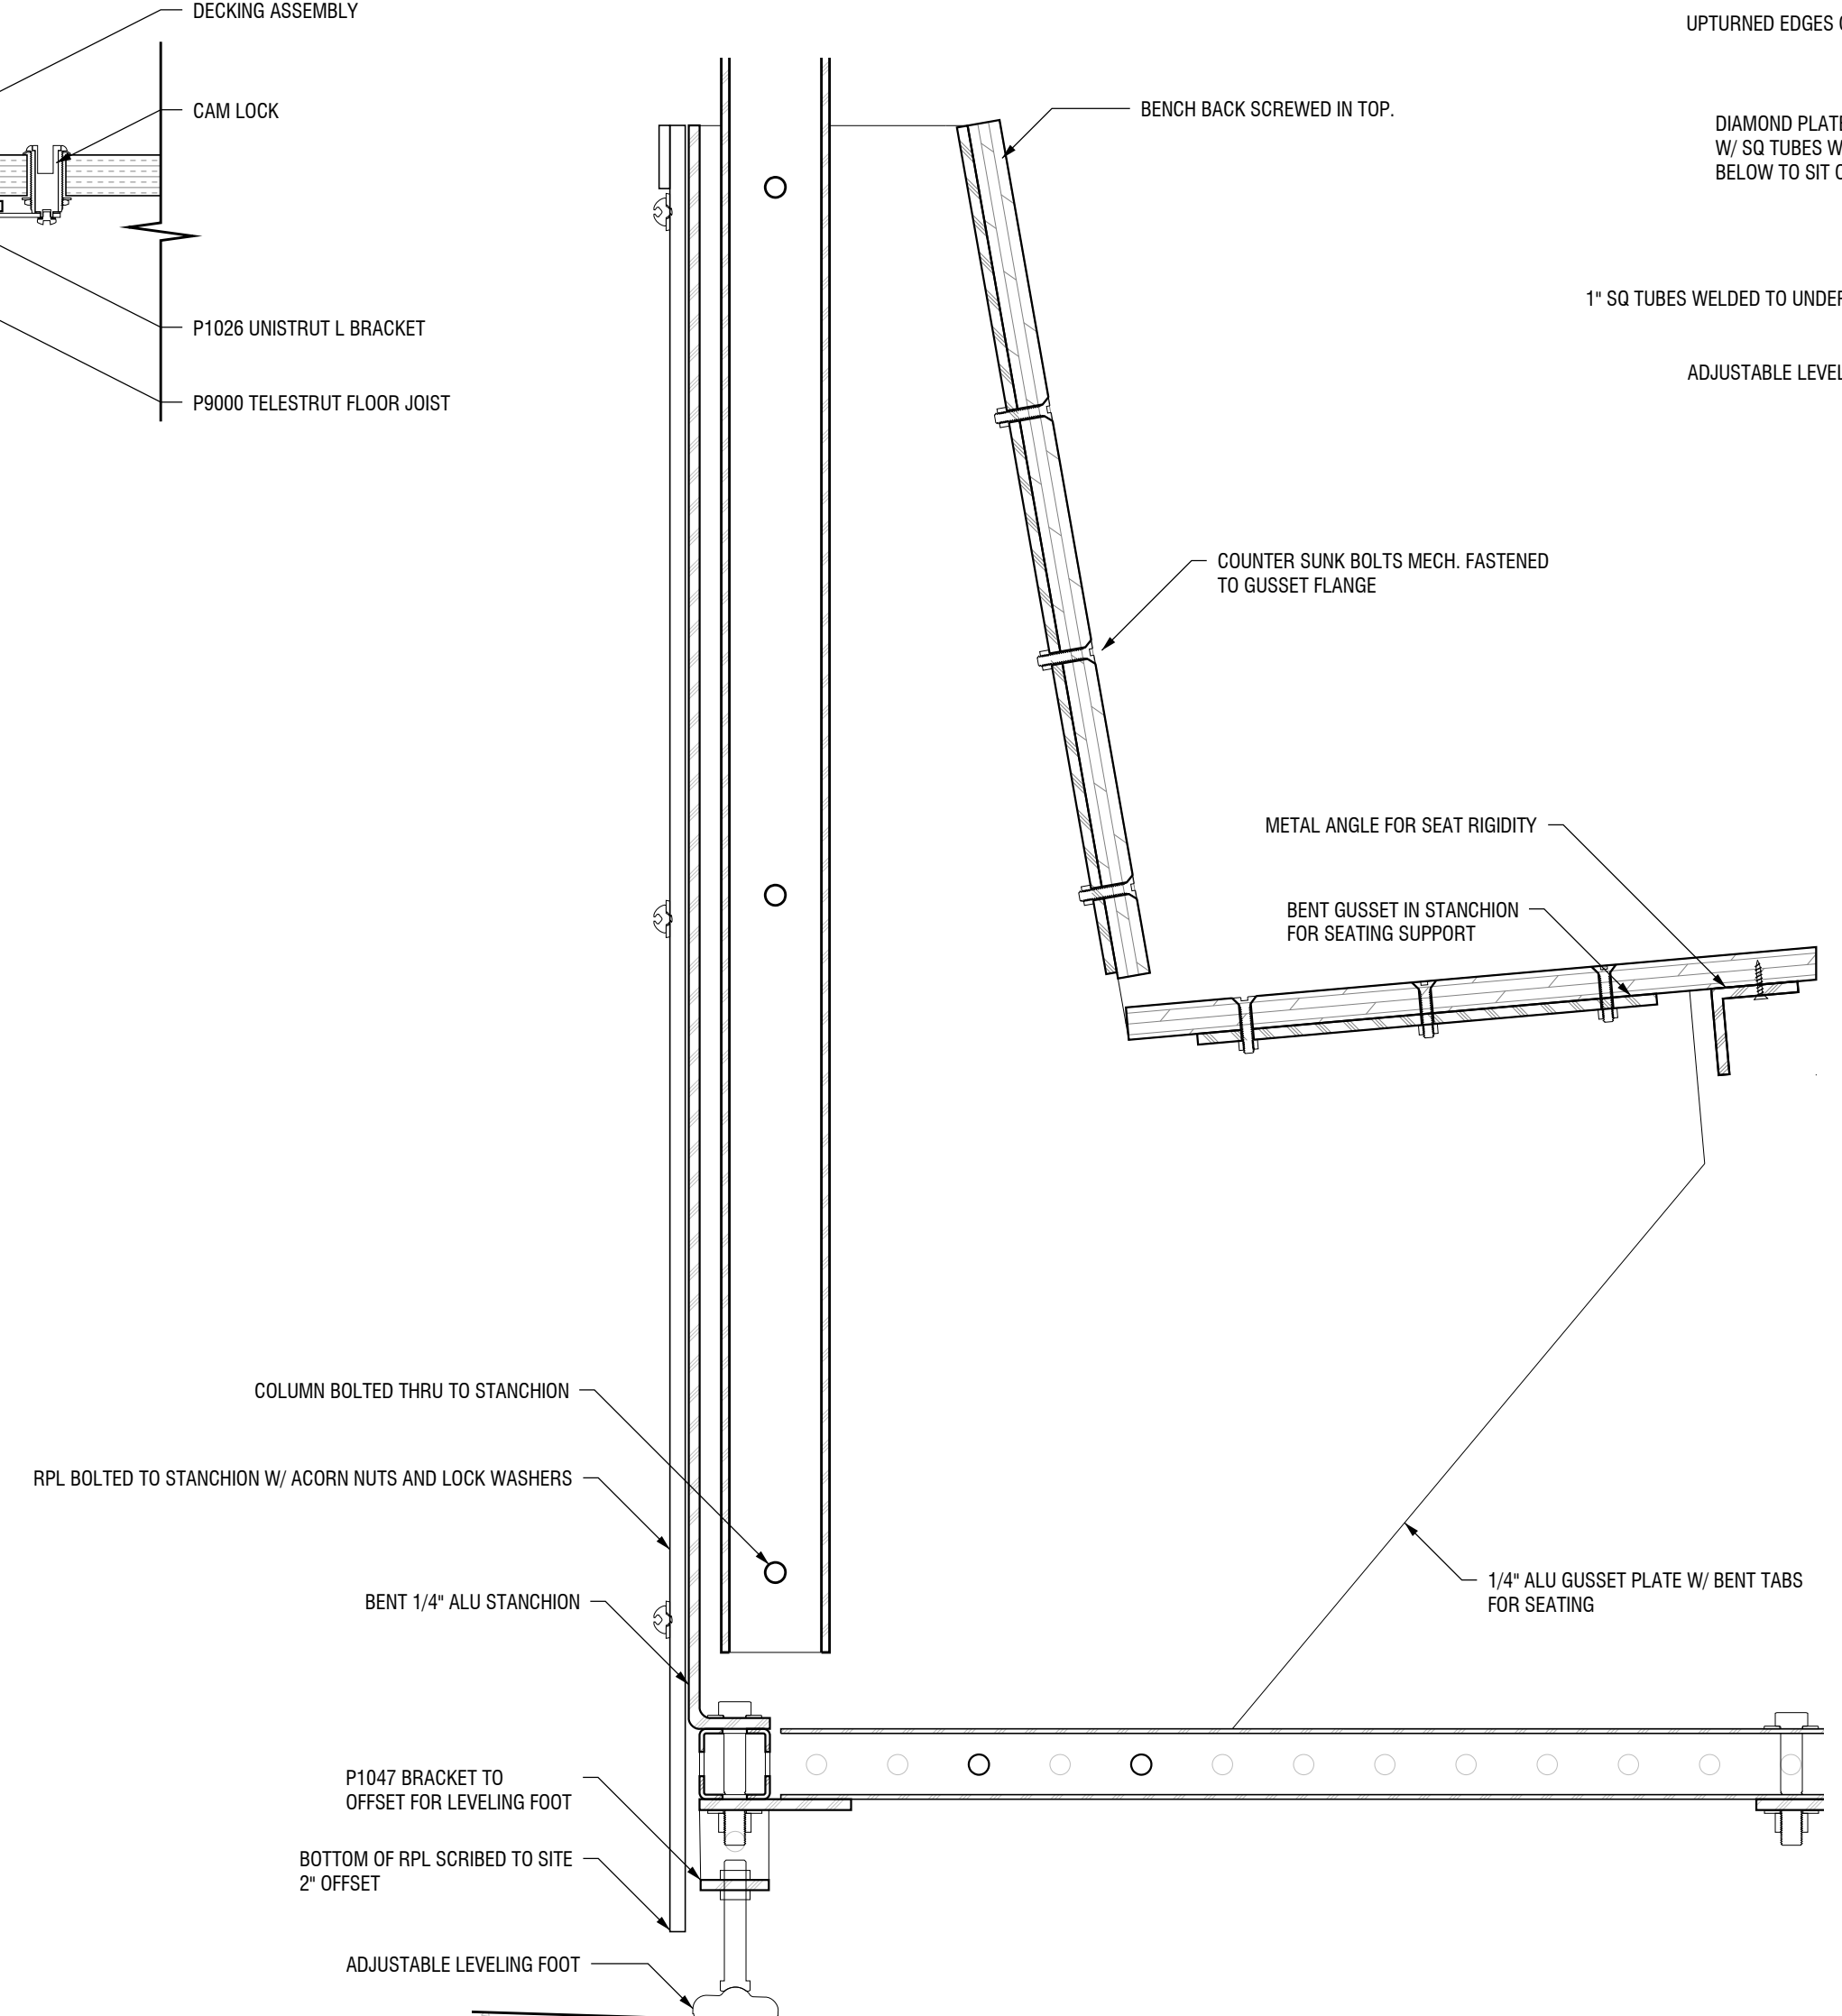 DECKING ASSEMBLY
CAM LOCK
P1026 UNISTRUT L BRACKET
P9000 TELESTRUT FLOOR JOIST
BENCH BACK SCREWED IN TOP.
UPTURNED EDGES
DIAMOND PLATE
W/ SQ TUBES
BELOW TO SIT
1" SQ TUBES WELDED TO
ADJUSTABLE
COUNTER SUNK BOLTS MECH. FASTENED
TO GUSSET FLANGE
METAL ANGLE FOR SEAT RIGIDITY
BENT GUSSET IN STANCHION
FOR SEATING SUPPORT
COLUMN BOLTED THRU TO STANCHION
RPL BOLTED TO STANCHION W/ ACORN NUTS AND LOCK WASHERS
BENT 1/4" ALU STANCHION
1/4" ALU GUSSET PLATE W/ BENT TABS
FOR SEATING
P1047 BRACKET TO
OFFSET FOR LEVELING FOOT
BOTTOM OF RPL SCRIBED TO SITE
2" OFFSET
ADJUSTABLE LEVELING FOOT